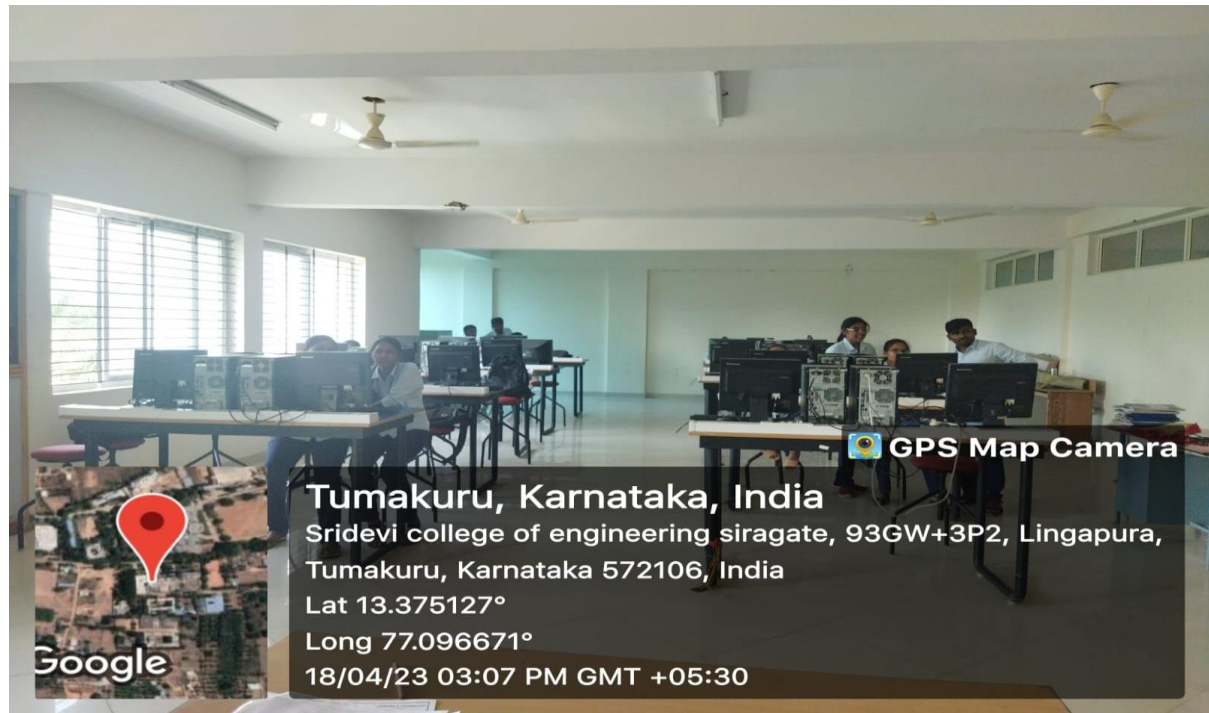 GPS Map Camera
Tumakuru, Karnataka, India
Sridevi college of engineering siragate, 93GW+3P2, Lingapura,
Tumakuru, Karnataka 572106, India
Lat 13.375127°
Long 77.096671°
18/04/23 03:07 PM GMT +05:30
Google